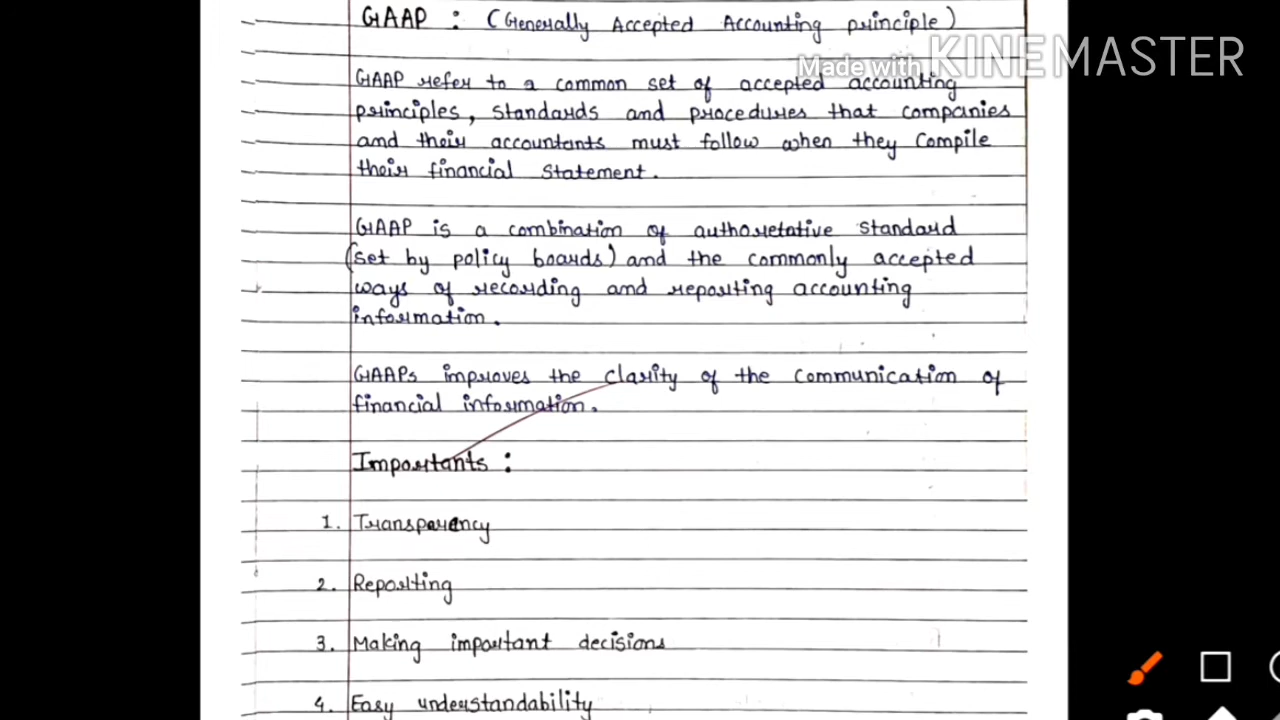 GAAP : (Generally Accepted Accounting principle)
Made with KINEMASTER
GAAP refer to a common set of accepted accounting
principles, standards and procedures that companies
and their accountants must follow when they compile
their financial statement.
GAAP is a combination of authoretative standard
(set by policy boards) and the commonly accepted
ways of recording and reporting accounting
information.
GAAPs improves the clarity of the communication of
financial information.
Importants :
1. Transparency
2. Reporting
3. Making important decisions
4. Easy understandability